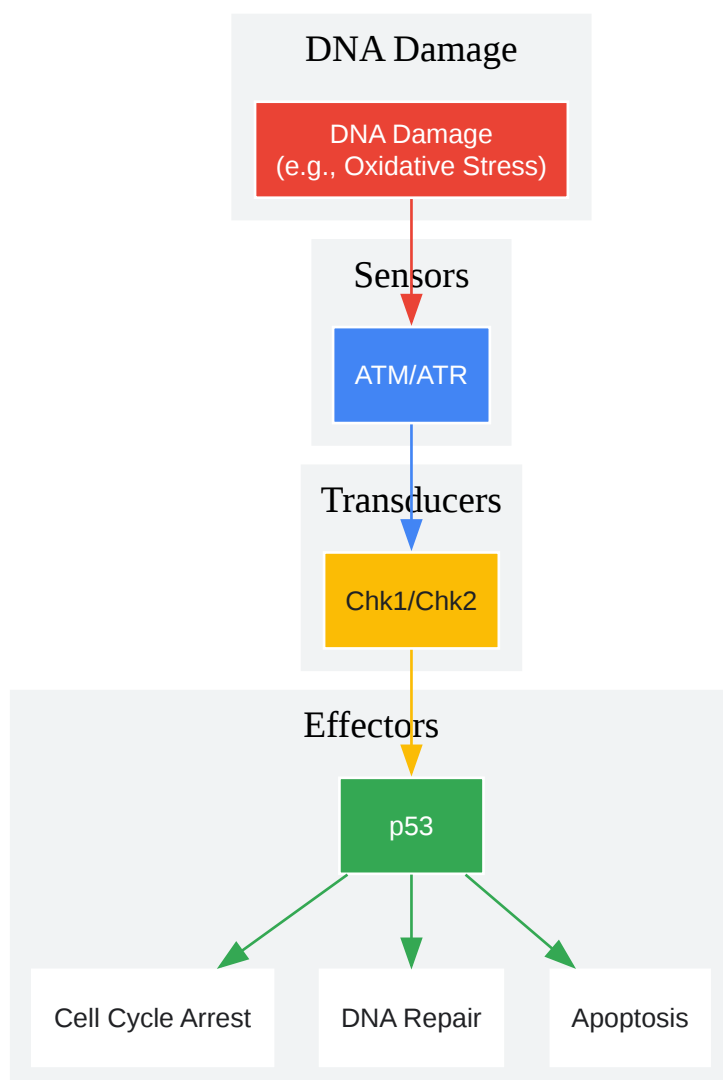 DNA Damage
DNA Damage
(e.g., Oxidative Stress)
Sensors
ATM/ATR
Transducers
Chk1/Chk2
Effectors
p53
Cell Cycle Arrest
DNA Repair
Apoptosis